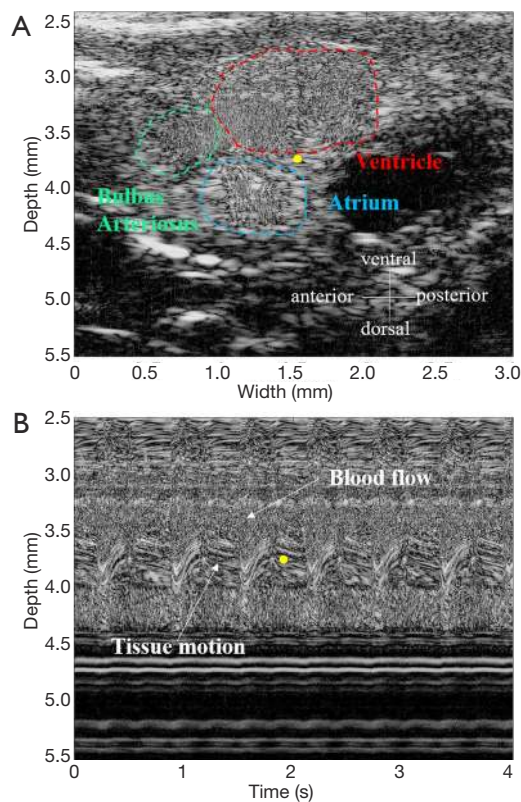 A
2.5
3.0
3.5
4.0
4.5
5.0
5.5
Depth (mm)
Ventricle
Bulbus
Arteriosus
Atrium
ventral
anterior
posterior
dorsal
0
0.5
1.0
1.5
2.0
2.5
3.0
Width (mm)
B
2.5
3.0
3.5
4.0
4.5
5.0
5.5
Depth (mm)
Blood flow
Tissue motion
0
1
2
3
4
Time (s)